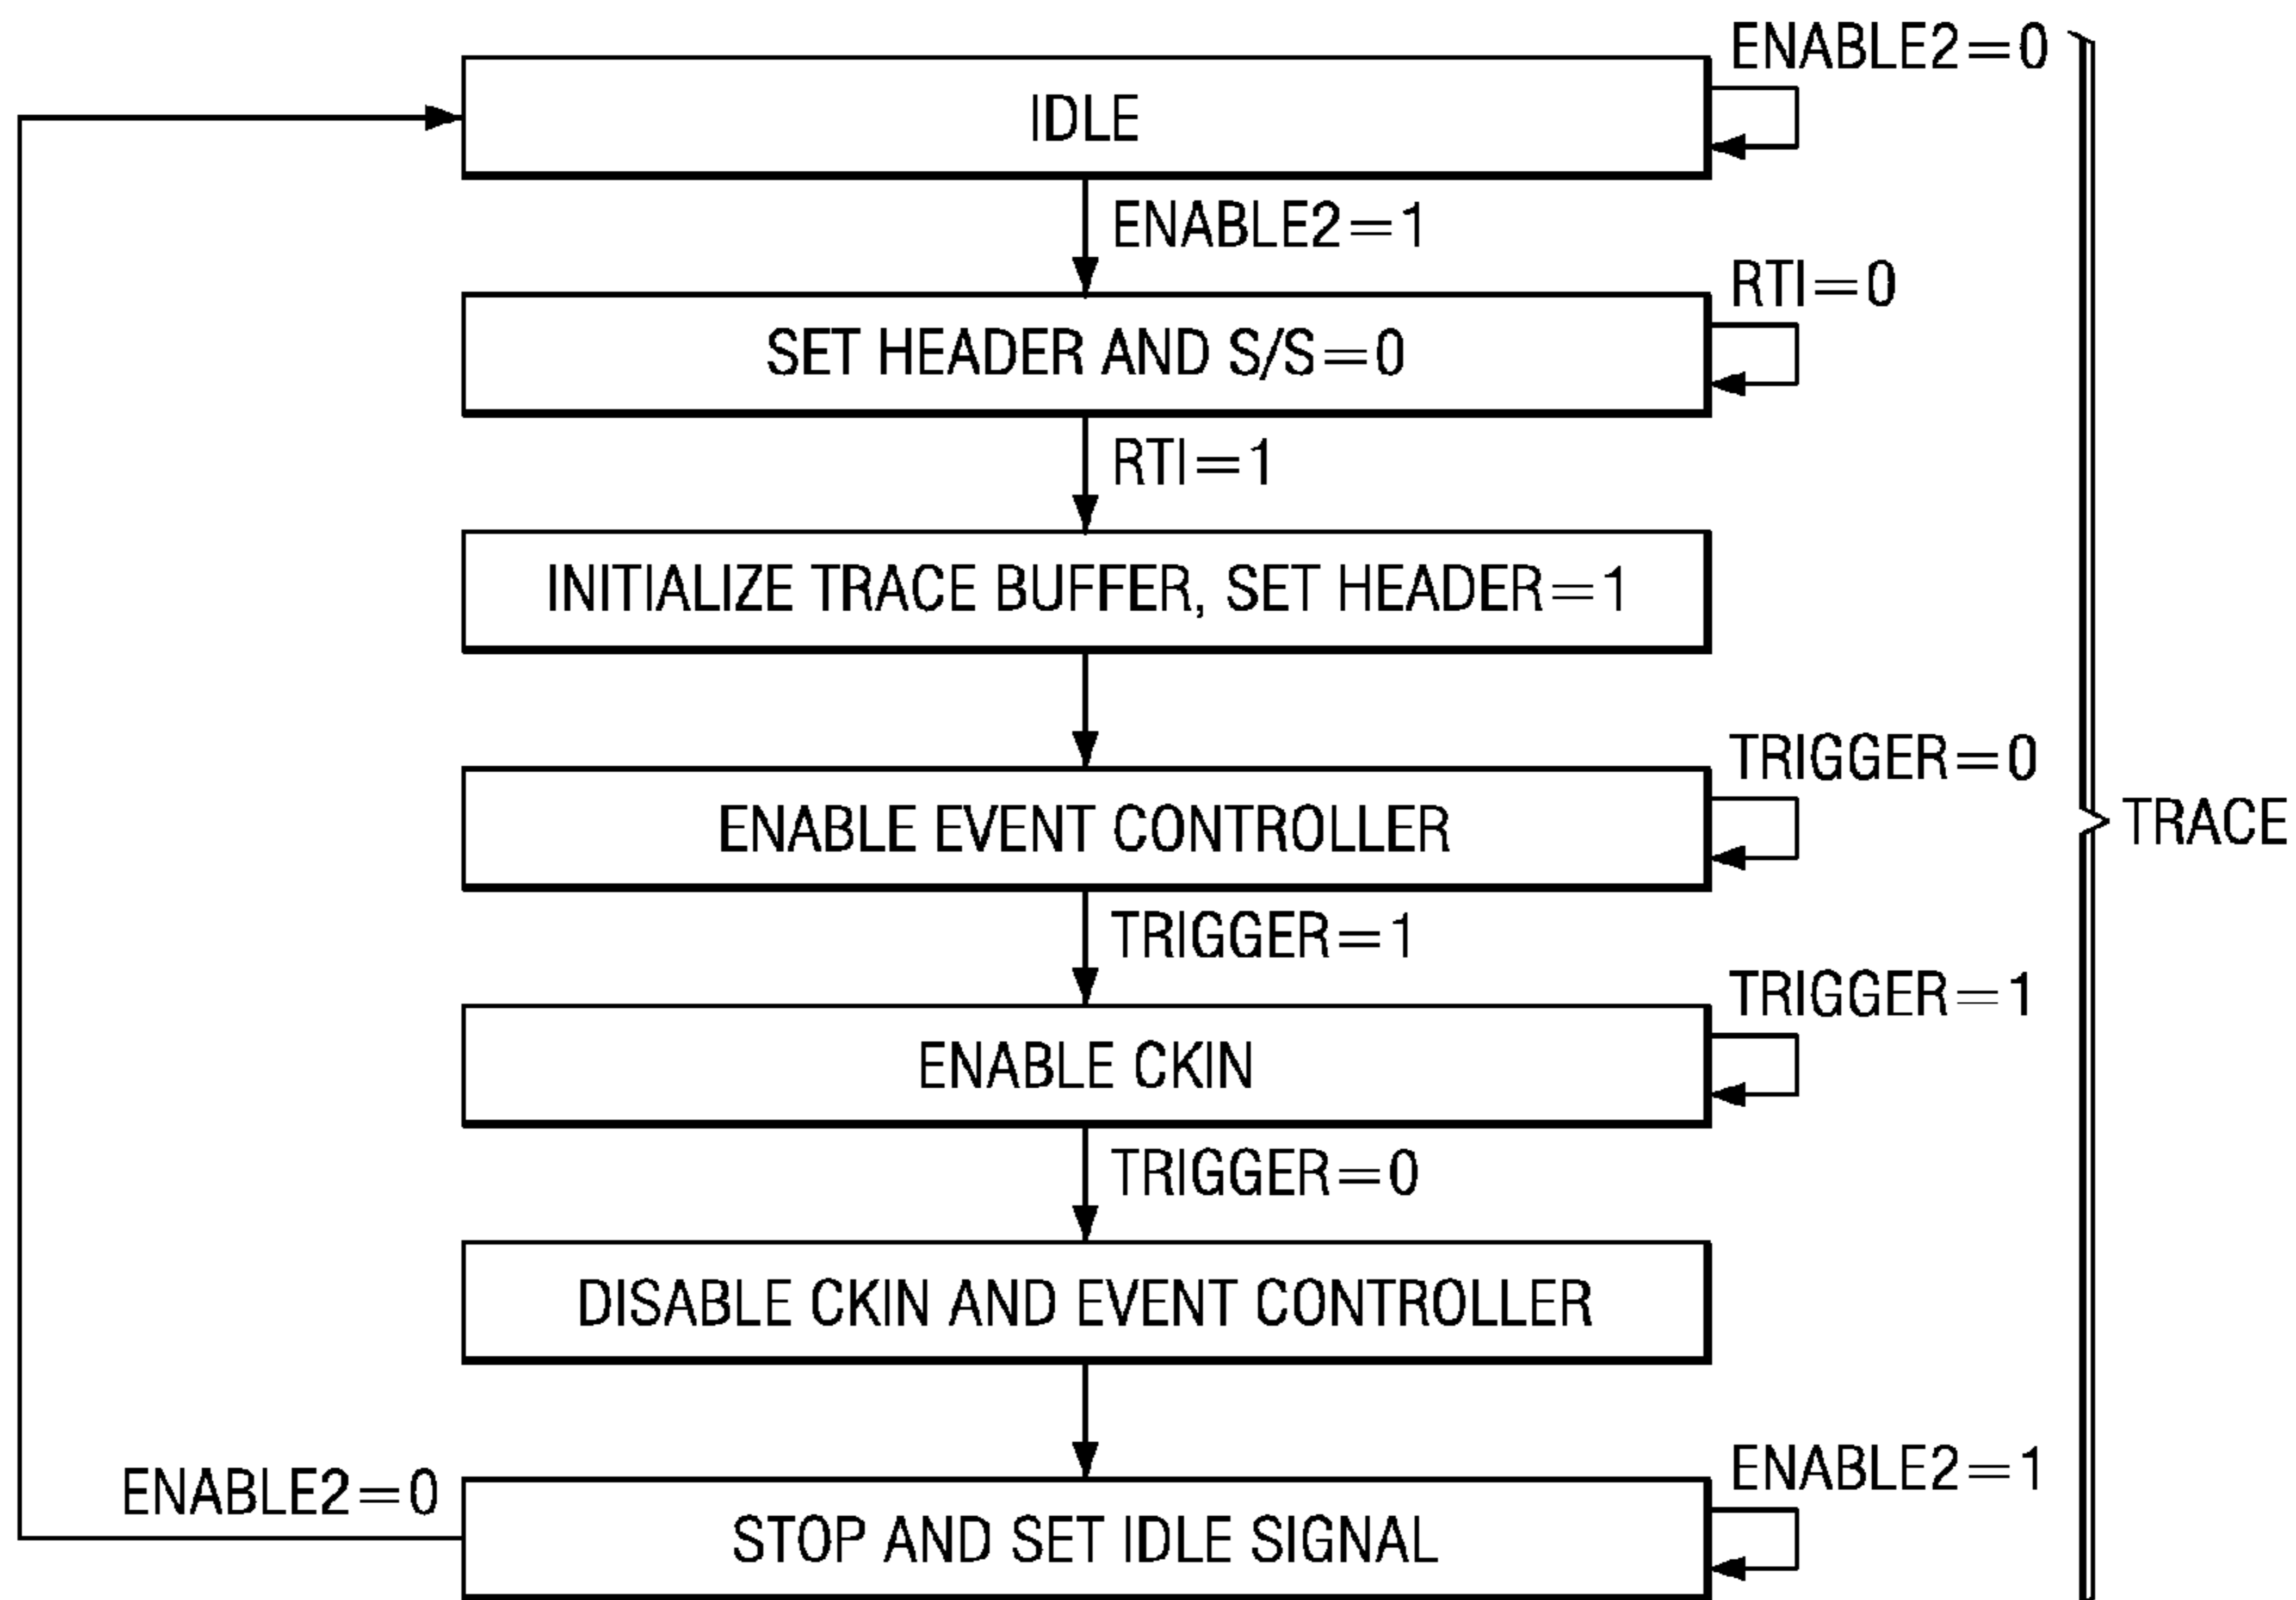 ENABLE2=0
IDLE
ENABLE2=1
RTI=0
SET HEADER AND S/S=0
RTI=1
INITIALIZE TRACE BUFFER, SET HEADER=1
TRIGGER=0
ENABLE EVENT CONTROLLER
TRACE
TRIGGER=1
TRIGGER=1
ENABLE CKIN
TRIGGER=0
DISABLE CKIN AND EVENT CONTROLLER
ENABLE2=1
ENABLE2=0
STOP AND SET IDLE SIGNAL